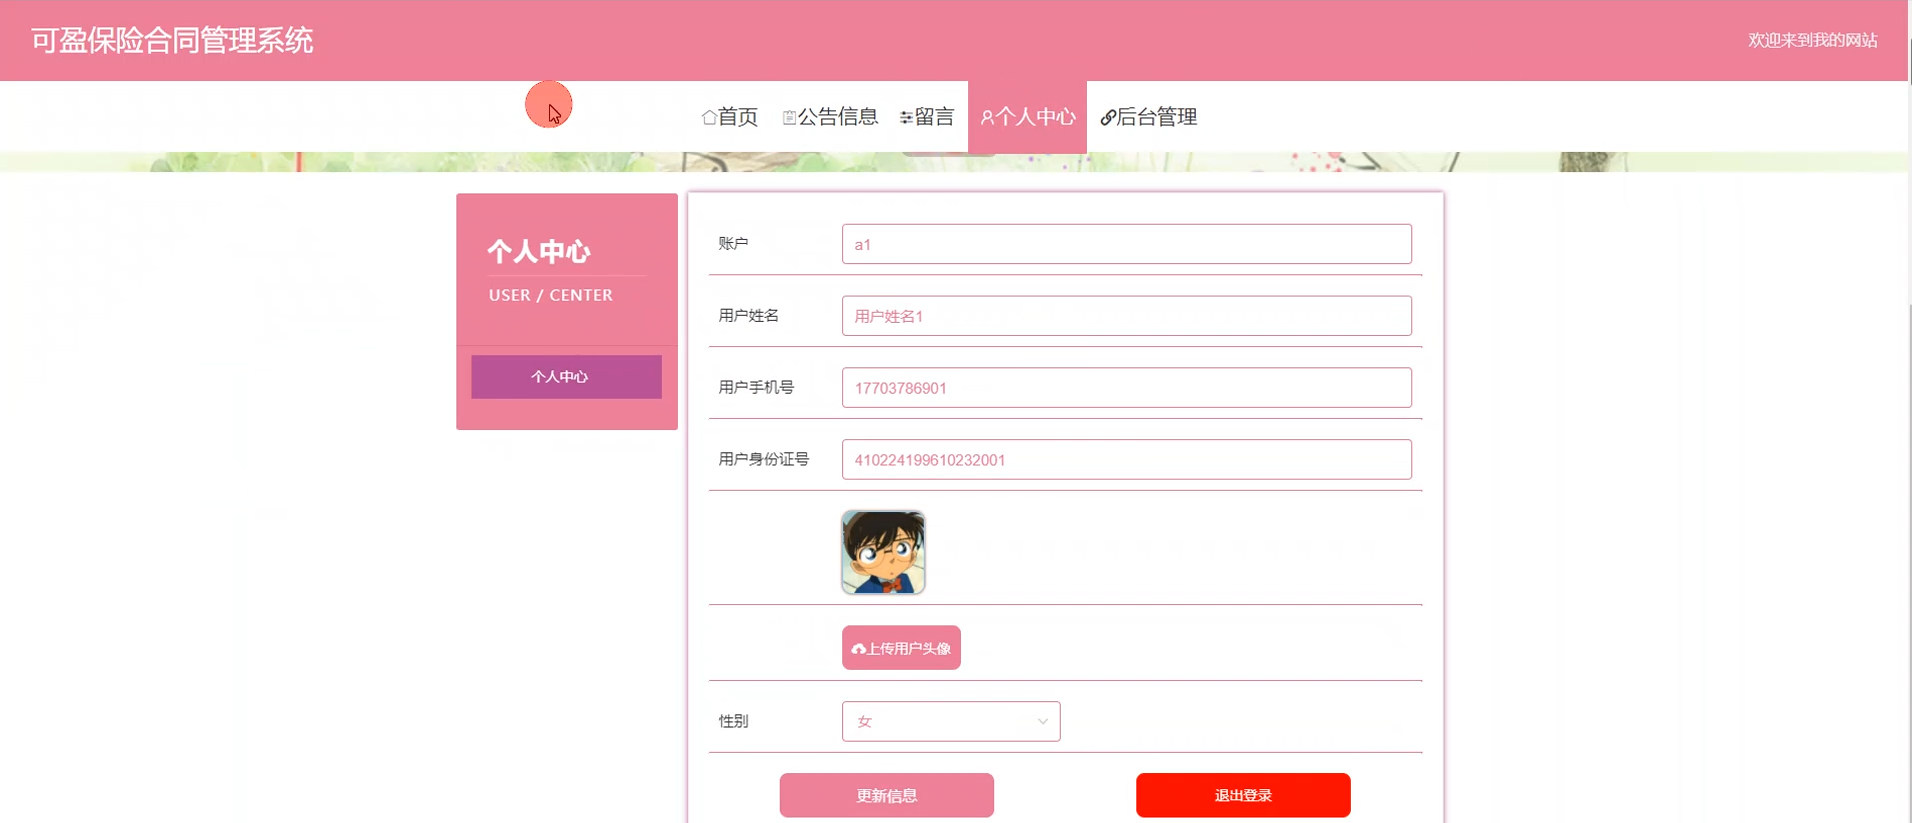 可盈保险合同管理系统
欢迎来到我的网站
首页 公告信息 留言 个人中心 后台管理
个人中心
USER / CENTER
个人中心
账户 a1
用户姓名 用户姓名1
用户手机号 17703786901
用户身份证号 410224199610232001
上传用户头像
性别 女
更新信息 退出登录